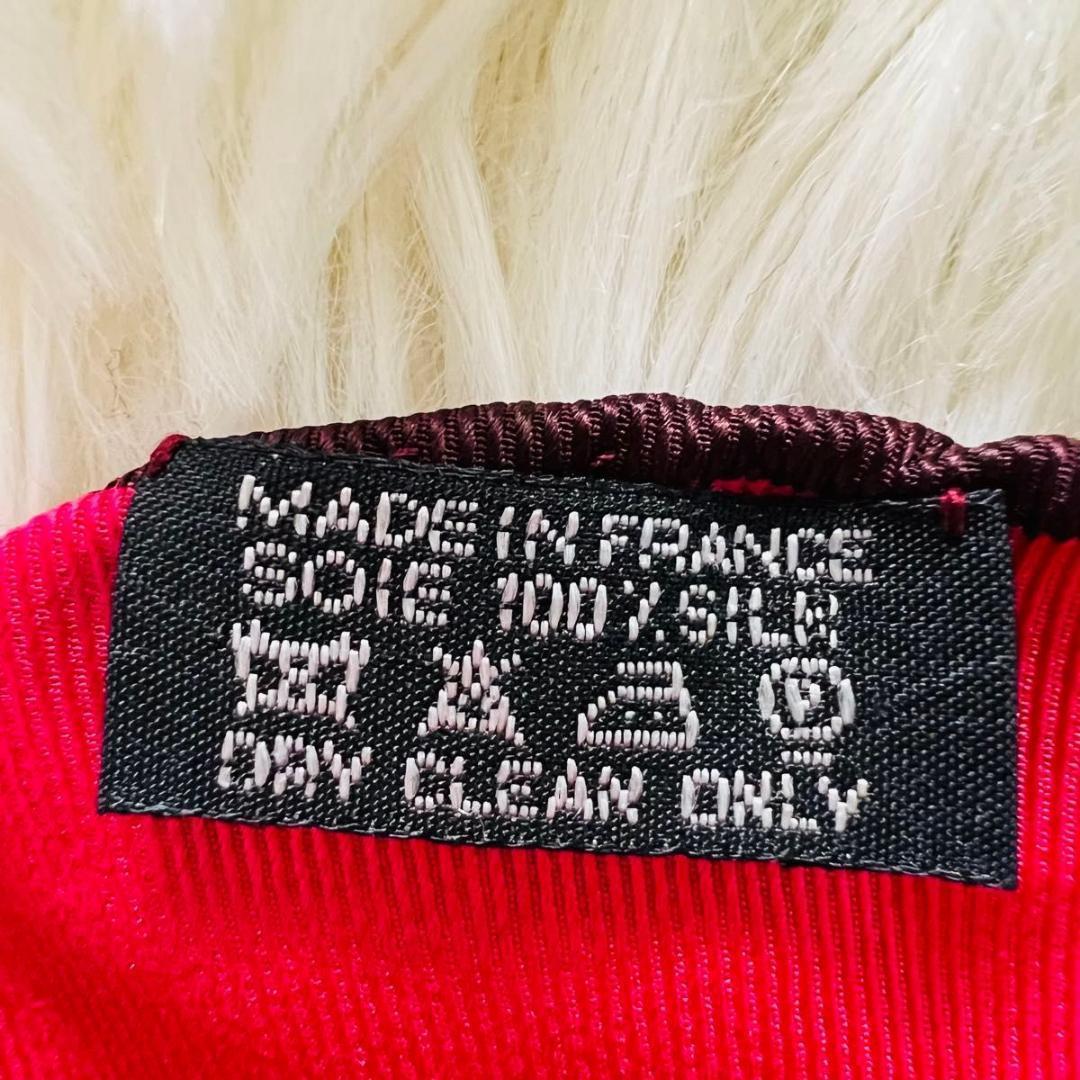 MADE IN FRANCE
SOIE 100% SILK
P
DRY CLEAN ONLY